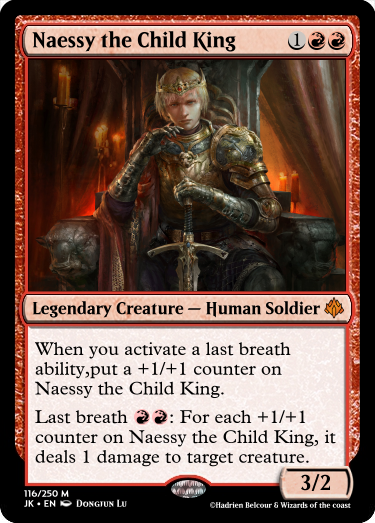 Naessy the Child King 1
Legendary Creature — Human Soldier
When you activate a last breath
ability,put a +1/+1 counter on
Naessy the Child King.
Last breath : For each +1/+1
counter on Naessy the Child King, it
deals 1 damage to target creature.
3/2
116/250 M
JK • EN Dongjun Lu
©Hadrien Belcour & Wizards of the coast